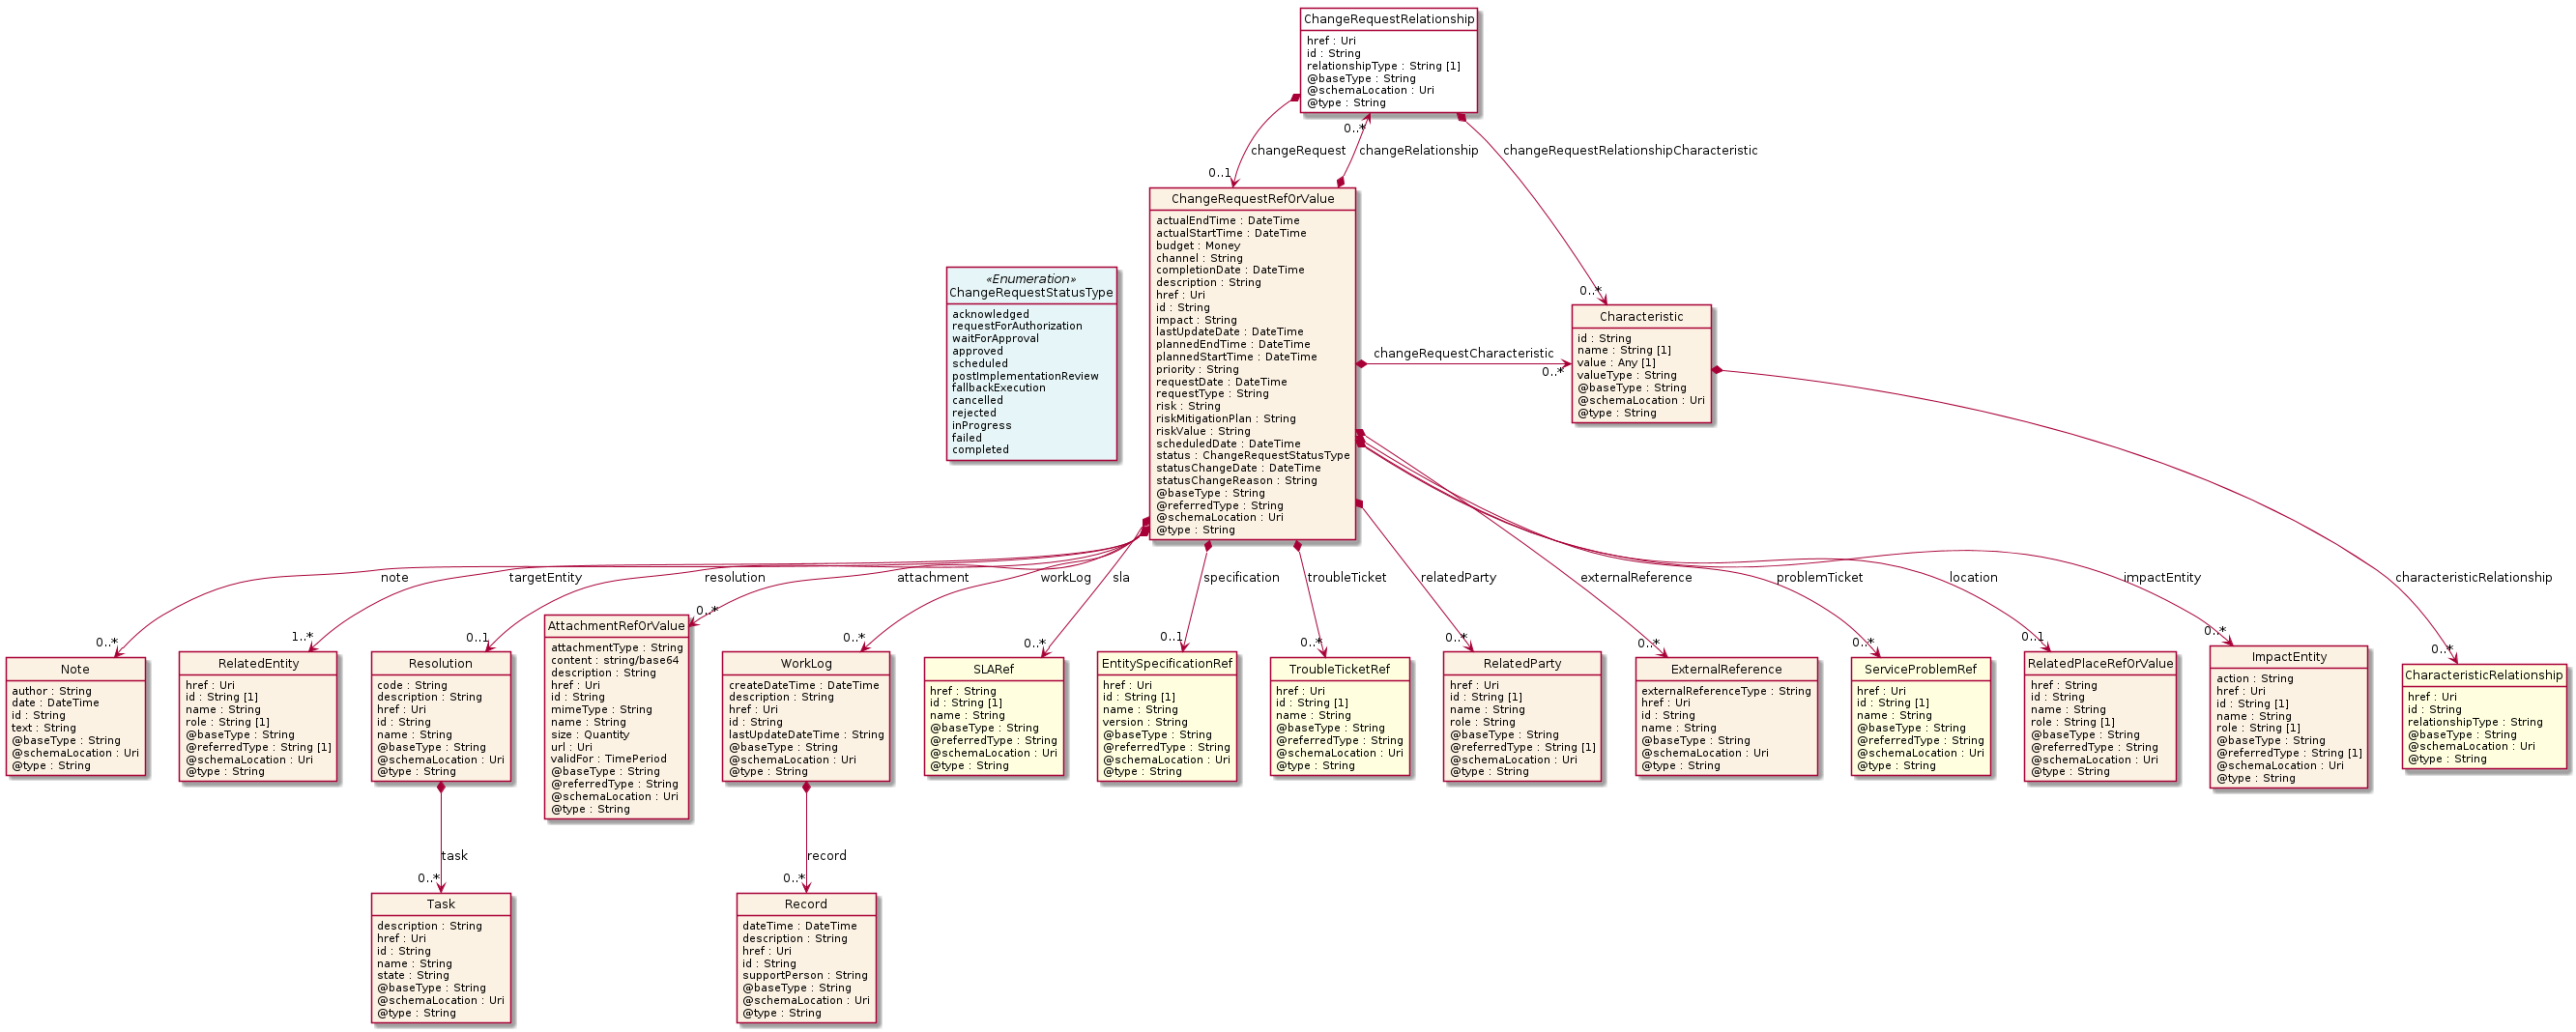 ChangeRequestRelationship
href : Uri
id : String
relationshipType : String [1]
@baseType : String
@schemaLocation : Uri
@type : String
0..*
changeRequest
changeRelationship
changeRequestRelationshipCharacteristic
0..1
ChangeRequestRefOrValue
actualEndTime : DateTime
actualStartTime : DateTime
budget : Money
channel : String
completionDate : DateTime
description : String
href : Uri
id : String
impact : String
lastUpdateDate : DateTime
plannedEndTime : DateTime
plannedStartTime : DateTime
priority : String
requestDate : DateTime
requestType : String
risk : String
riskMitigationPlan : String
riskValue : String
scheduledDate : DateTime
status : ChangeRequestStatusType
statusChangeDate : DateTime
statusChangeReason : String
@baseType : String
@referredType : String
@schemaLocation : Uri
@type : String
«Enumeration»
ChangeRequestStatusType
acknowledged
requestForAuthorization
waitForApproval
approved
scheduled
postImplementationReview
fallbackExecution
cancelled
rejected
inProgress
failed
completed
changeRequestCharacteristic
0..*
0..*
Characteristic
id : String
name : String [1]
value : Any [1]
valueType : String
@baseType : String
@schemaLocation : Uri
@type : String
note
targetEntity
resolution
attachment
workLog
sla
specification
troubleTicket
relatedParty
externalReference
problemTicket
location
impactEntity
characteristicRelationship
0..*
1..*
0..1
0..*
0..*
0..*
0..1
0..*
0..*
0..*
0..*
0..1
0..*
0..*
Note
author : String
date : DateTime
id : String
text : String
@baseType : String
@schemaLocation : Uri
@type : String
RelatedEntity
href : Uri
id : String [1]
name : String
role : String [1]
@baseType : String
@referredType : String [1]
@schemaLocation : Uri
@type : String
Resolution
code : String
description : String
href : Uri
id : String
name : String
@baseType : String
@schemaLocation : Uri
@type : String
AttachmentRefOrValue
attachmentType : String
content : string/base64
description : String
href : Uri
id : String
mimeType : String
name : String
size : Quantity
url : Uri
validFor : TimePeriod
@baseType : String
@referredType : String
@schemaLocation : Uri
@type : String
WorkLog
createDateTime : DateTime
description : String
href : Uri
id : String
lastUpdateDateTime : String
@baseType : String
@schemaLocation : Uri
@type : String
SLARef
href : String
id : String [1]
name : String
@baseType : String
@referredType : String
@schemaLocation : Uri
@type : String
EntitySpecificationRef
href : Uri
id : String [1]
name : String
version : String
@baseType : String
@referredType : String
@schemaLocation : Uri
@type : String
TroubleTicketRef
href : Uri
id : String [1]
name : String
@baseType : String
@referredType : String
@schemaLocation : Uri
@type : String
RelatedParty
href : Uri
id : String [1]
name : String
role : String
@baseType : String
@referredType : String [1]
@schemaLocation : Uri
@type : String
ExternalReference
externalReferenceType : String
href : Uri
id : String
name : String
@baseType : String
@schemaLocation : Uri
@type : String
ServiceProblemRef
href : Uri
id : String [1]
name : String
@baseType : String
@referredType : String
@schemaLocation : Uri
@type : String
RelatedPlaceRefOrValue
href : String
id : String
name : String
role : String [1]
@baseType : String
@referredType : String
@schemaLocation : Uri
@type : String
ImpactEntity
action : String
href : Uri
id : String [1]
name : String
role : String [1]
@baseType : String
@referredType : String [1]
@schemaLocation : Uri
@type : String
CharacteristicRelationship
href : Uri
id : String
relationshipType : String
@baseType : String
@schemaLocation : Uri
@type : String
task
record
0..*
0..*
Task
description : String
href : Uri
id : String
name : String
state : String
@baseType : String
@schemaLocation : Uri
@type : String
Record
dateTime : DateTime
description : String
href : Uri
id : String
supportPerson : String
@baseType : String
@schemaLocation : Uri
@type : String